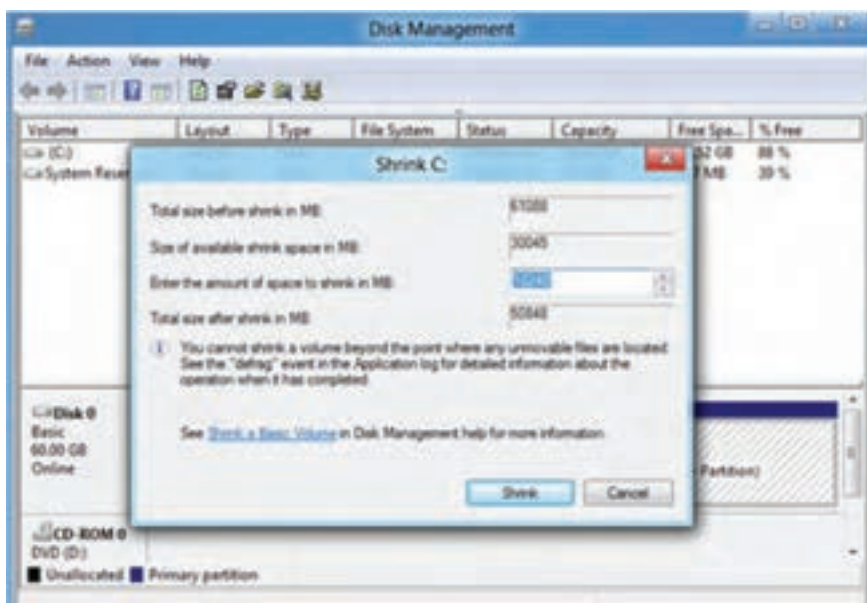 Disk Management
File Action View Help
Volume Layout Type File System Status Capacity Free Spa... % Free
(C:) 88 %
System Reser MB 39 %
Shrink C:
Total size before shrink in MB: 61088
Size of available shrink space in MB: 30045
Enter the amount of space to shrink in MB: 10240
Total size after shrink in MB: 50848
You cannot shrink a volume beyond the point where any unmovable files are located.
See the "defrag" event in the Application log for detailed information about the
operation when it has completed.
See Shrink a Basic Volume in Disk Management help for more information
Shrink Cancel
Disk 0
Basic
60.00 GB
Online
Partition)
CD-ROM 0
DVD (D:)
Unallocated Primary partition